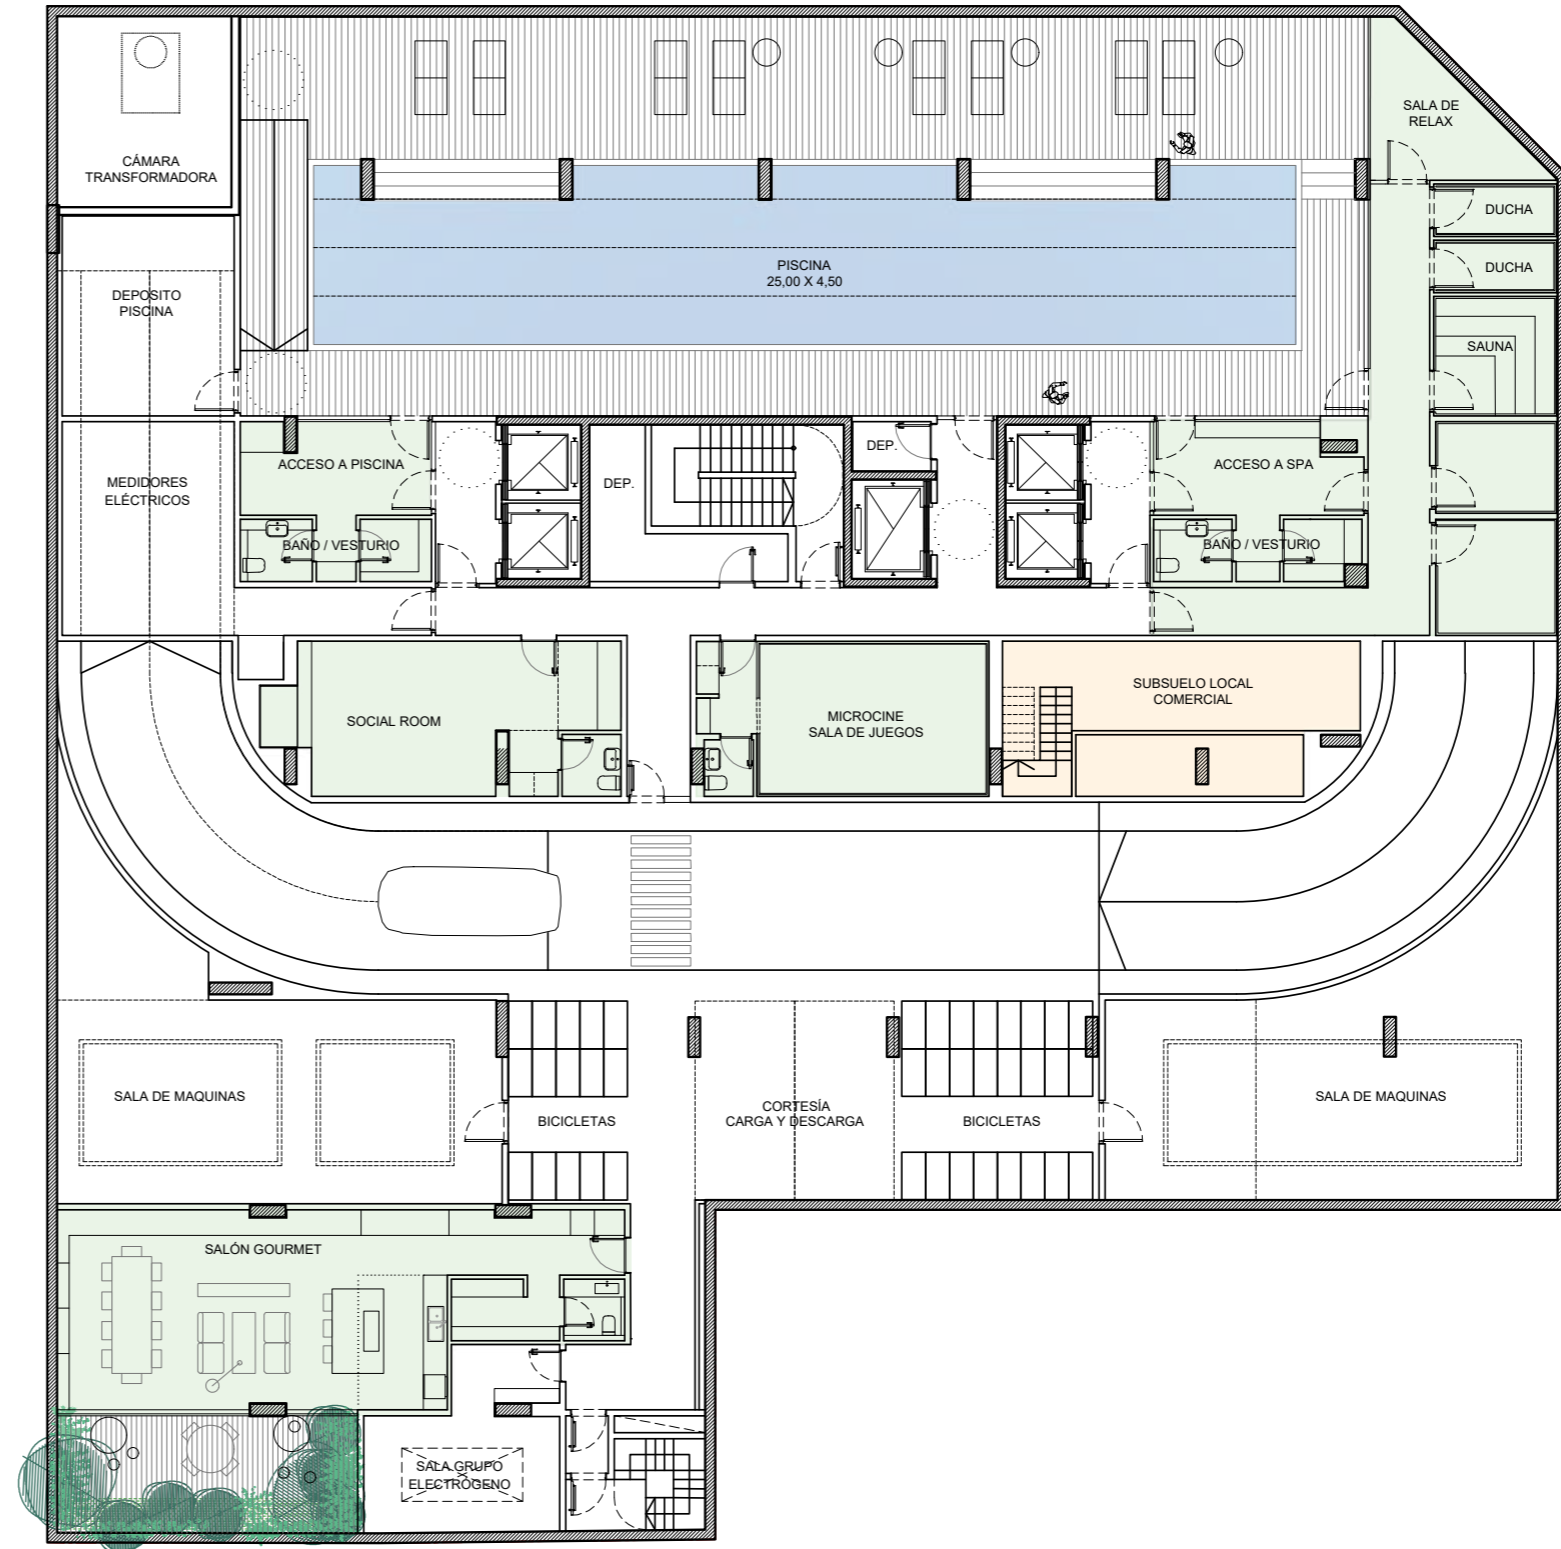 SALA DE
RELAX
CÁMARA
TRANSFORMADORA
DUCHA
DUCHA
PISCINA
25,00 X 4,50
DEPOSITO
PISCINA
SAUNA
DEP.
ACCESO A PISCINA
ACCESO A SPA
MEDIDORES
ELÉCTRICOS
DEP.
BAÑO / VESTURIO
BAÑO / VESTURIO
SOCIAL ROOM
MICROCINE
SALA DE JUEGOS
SUBSUELO LOCAL
COMERCIAL
SALA DE MAQUINAS
BICICLETAS
CORTESÍA
CARGA Y DESCARGA
BICICLETAS
SALA DE MAQUINAS
SALÓN GOURMET
SALA GRUPO
ELECTRÓGENO